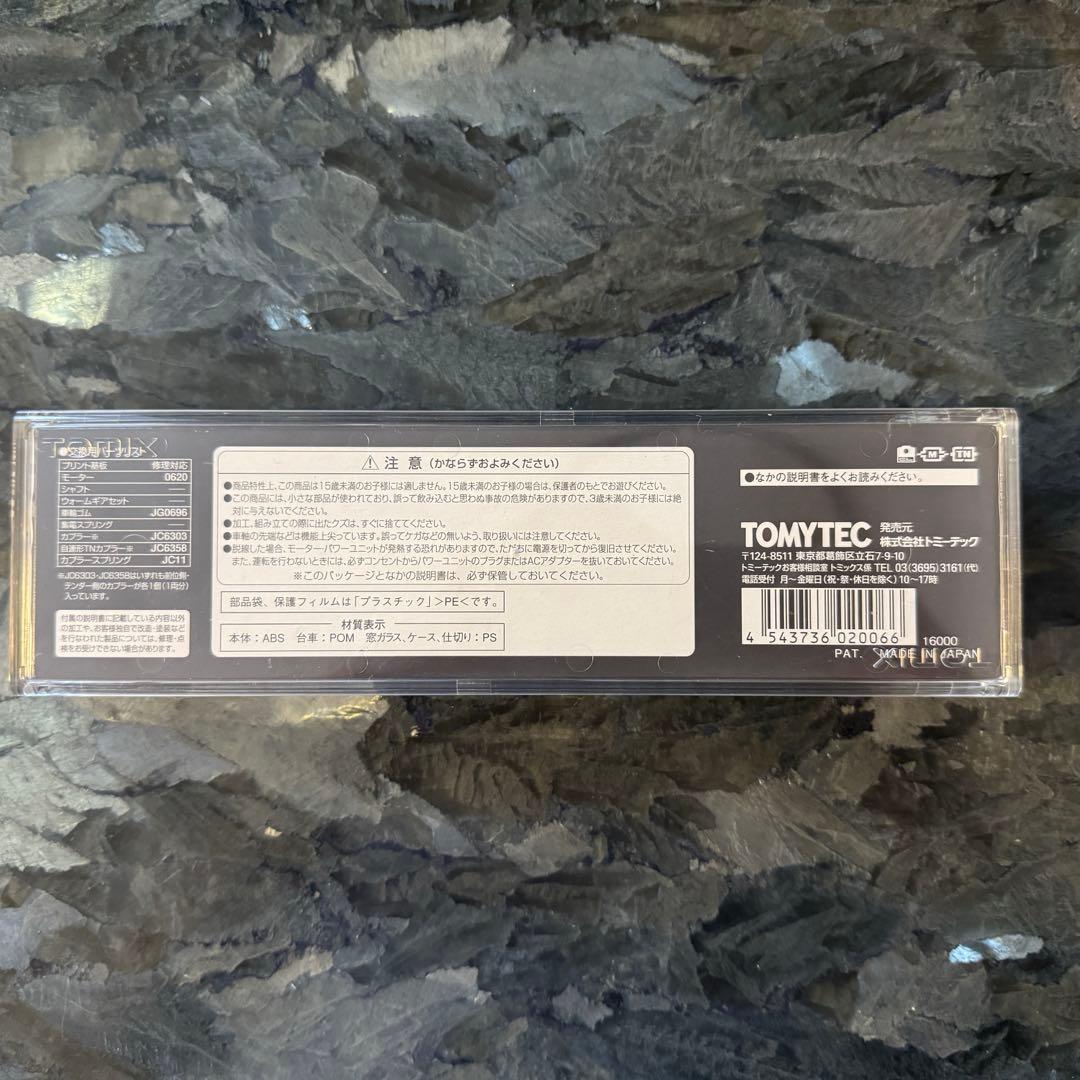 TOMIX
●交換用パーツリスト
プリント基板 修理対応
モーター 0620
シャフト ―
ウォームギアセット ―
車輪ゴム JG0696
集電スプリング ―
カプラー※ JC6303
自連形TNカプラー※ JC6358
カプラースプリング JC11
※JC6303・JC6358はいずれも前位側・
テンダー側のカプラーが各1個(1両分)
入っています。
付属の説明書に記載している内容以外
の加工や、お客様独自で改造・塗装など
を行なわれた製品については、修理・点
検をお受けできない場合があります。
⚠ 注 意 (かならずおよみください)
●商品特性上、この商品は15歳未満のお子様には適しません。15歳未満のお子様の場合は、保護者のもとでお遊びください。
●この商品には、小さな部品が使われており、誤って飲み込むと思わぬ事故の危険がありますので、3歳未満のお子様には絶
対に与えないでください。
●加工、組み立ての際に出たクズは、すぐに捨ててください。
●車軸の先端などは機能上尖っています。誤ってケガなどの無いよう、取り扱いには注意してください。
●脱線した場合、モーターパワーユニットが発熱する恐れがありますので、ただちに電源を切ってから復旧させてください。
また、運転を行わないときには、必ずコンセントからパワーユニットのプラグまたはACアダプターを抜いておいてください。
※このパッケージとなかの説明書は、必ず保管しておいてください。
部品袋、保護フィルムは「プラスチック」>PE<です。
材質表示
本体:ABS 台車:POM 窓ガラス、ケース、仕切り:PS
M TN
●なかの説明書をよくお読みください。
TOMYTEC 発売元 株式会社トミーテック
〒124-8511 東京都葛飾区立石7-9-10
トミーテックお客様相談室 トミックス係 TEL 03(3695)3161(代)
電話受付 月~金曜日(祝・祭・休日を除く)10~17時
4 543736 020066
16000
PAT. MADE IN JAPAN
TOMIX